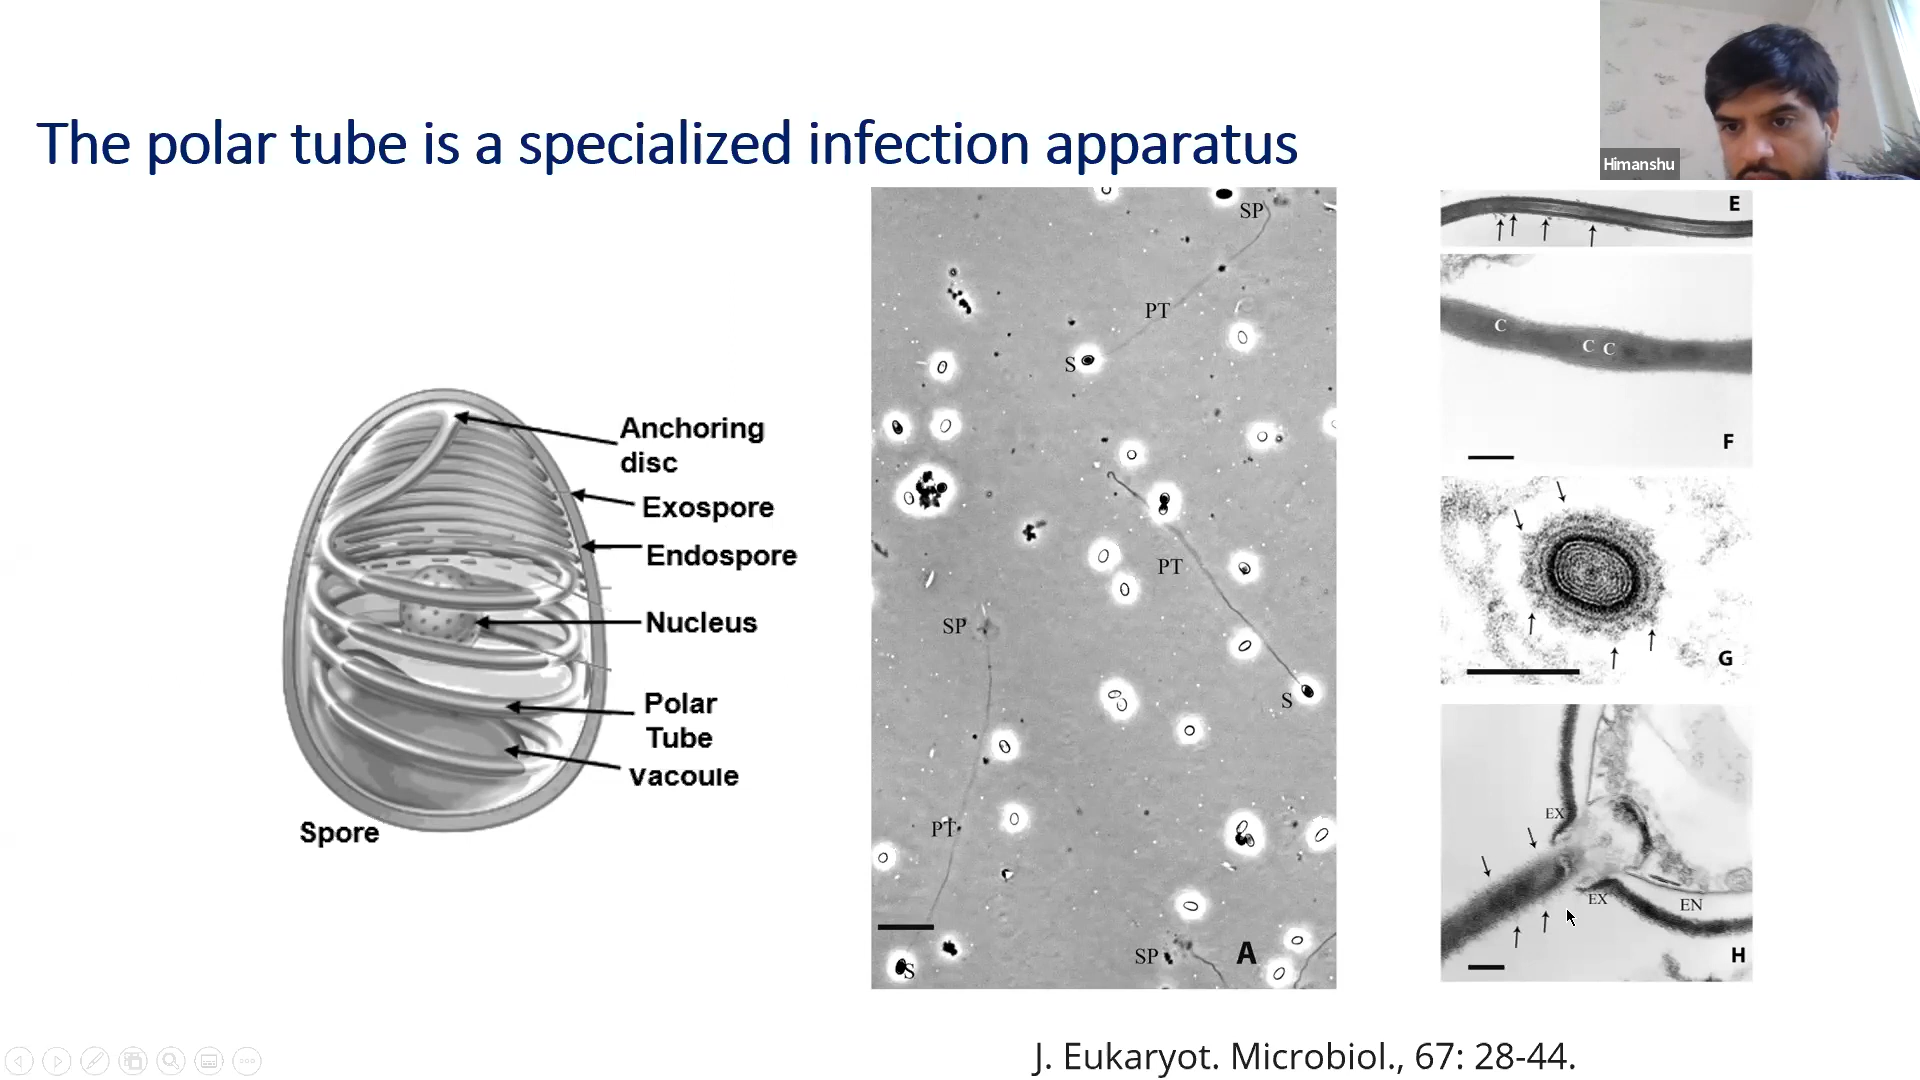 The polar tube is a specialized infection apparatus
Himanshu
Anchoring
disc
Exospore
Endospore
Nucleus
Polar
Tube
Vacuole
Spore
SP
PT
S
PT
SP
S
PT
SP
A
S
E
C
C C
F
G
EX
EX
EN
H
J. Eukaryot. Microbiol., 67: 28-44.